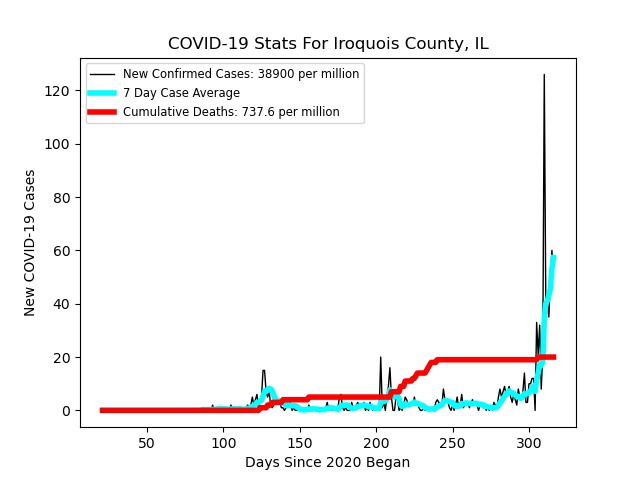 COVID-19 Stats For Iroquois County, IL
New Confirmed Cases: 38900 per million
7 Day Case Average
Cumulative Deaths: 737.6 per million
120
100
80
60
40
20
0
New COVID-19 Cases
50 100 150 200 250 300
Days Since 2020 Began